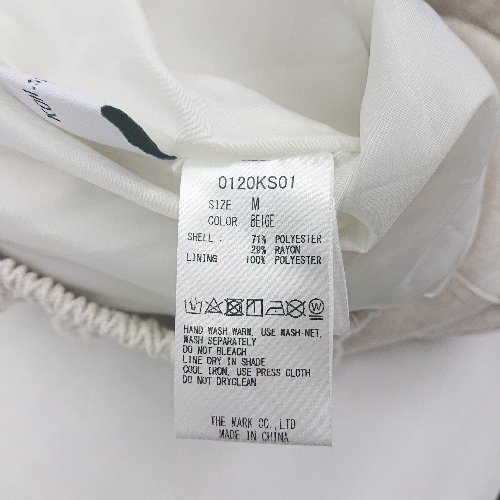 0120KS01
SIZE M
COLOR BEIGE
SHELL : 71% POLYESTER
29% RAYON
LINING : 100% POLYESTER
HAND WASH WARM, USE WASH NET.
WASH SEPARATELY
DO NOT BLEACH
LINE DRY IN SHADE
COOL IRON, USE PRESS CLOTH
DO NOT DRYCLEAN
THE MARK CO.,LTD
MADE IN CHINA